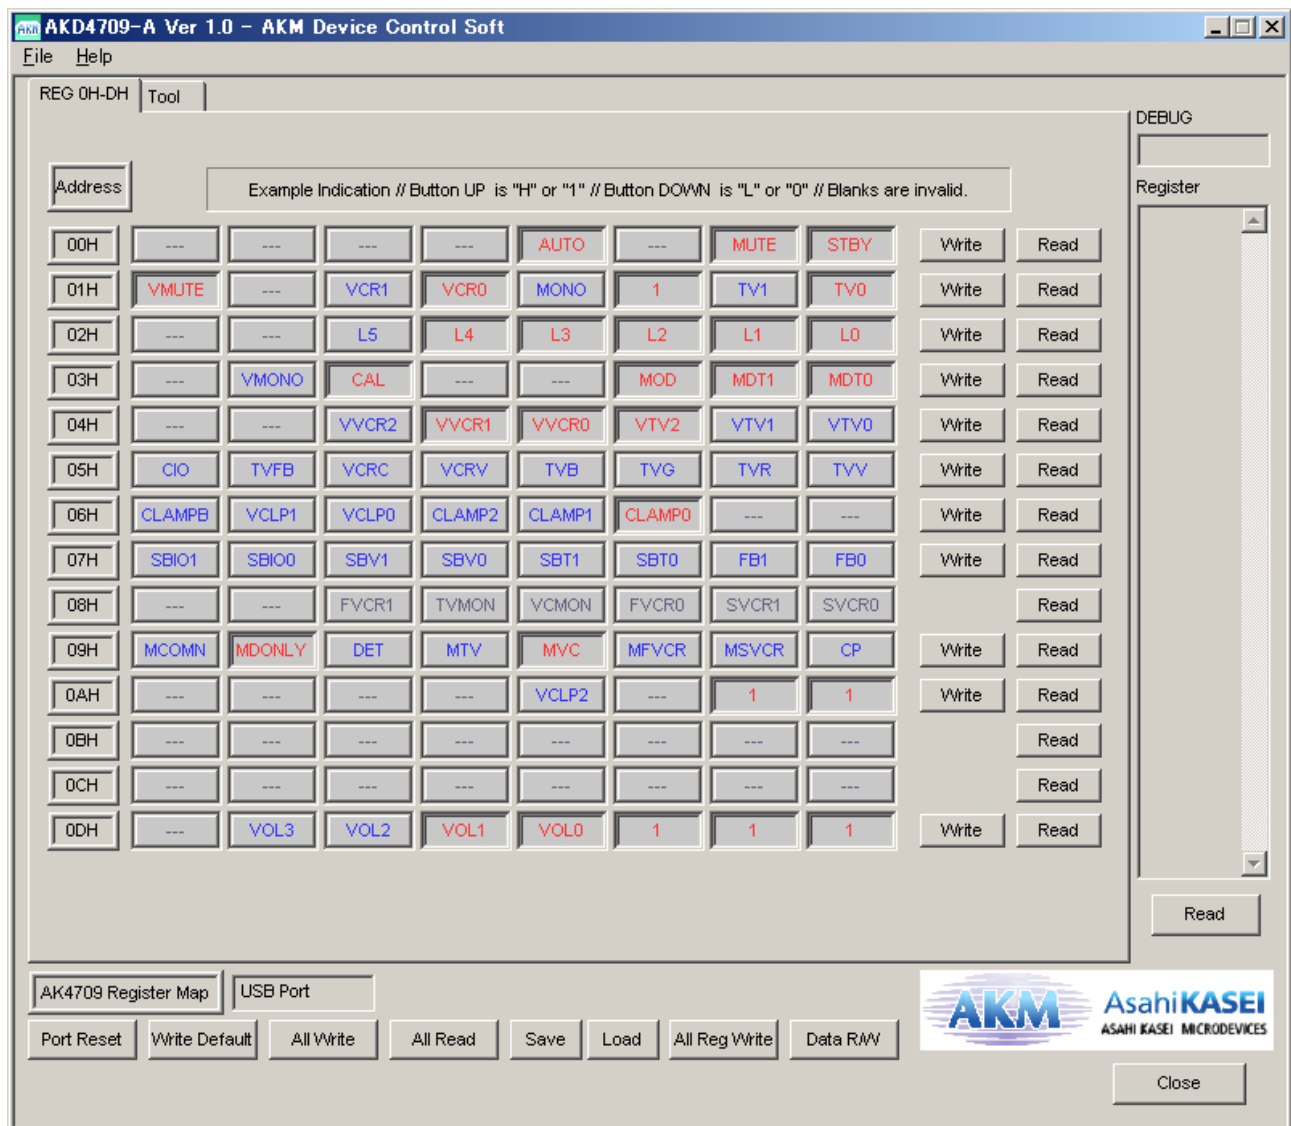 AKM AKD4709-A Ver 1.0 - AKM Device Control Soft
File Help
REG 0H-DH Tool
DEBUG
Address Example Indication // Button UP is "H" or "1" // Button DOWN is "L" or "0" // Blanks are invalid.
Register
00H --- --- --- --- AUTO --- MUTE STBY Write Read
01H VMUTE --- VCR1 VCR0 MONO 1 TV1 TV0 Write Read
02H --- --- L5 L4 L3 L2 L1 L0 Write Read
03H --- VMONO CAL --- --- MOD MDT1 MDT0 Write Read
04H --- --- VVCR2 VVCR1 VVCR0 VTV2 VTV1 VTV0 Write Read
05H CIO TVFB VCRC VCRV TVB TVG TVR TVV Write Read
06H CLAMPB VCLP1 VCLP0 CLAMP2 CLAMP1 CLAMP0 --- --- Write Read
07H SBIO1 SBIO0 SBV1 SBV0 SBT1 SBT0 FB1 FB0 Write Read
08H --- --- FVCR1 TVMON VCMON FVCR0 SVCR1 SVCR0 Read
09H MCOMN MDONLY DET MTV MVC MFVCR MSVCR CP Write Read
0AH --- --- --- --- VCLP2 --- 1 1 Write Read
0BH --- --- --- --- --- --- --- --- Read
0CH --- --- --- --- --- --- --- --- Read
0DH --- VOL3 VOL2 VOL1 VOL0 1 1 1 Write Read
Read
AK4709 Register Map USB Port
AKM AsahiKASEI
ASAHI KASEI MICRODEVICES
Port Reset Write Default All Write All Read Save Load All Reg Write Data R/W
Close